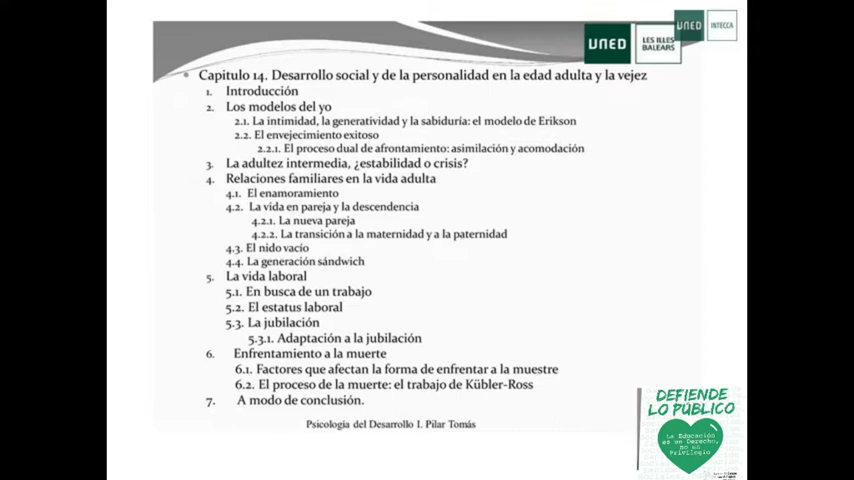 UNED
INTECCA
UNED
LES ILLES
BALEARS
• Capitulo 14. Desarrollo social y de la personalidad en la edad adulta y la vejez
1. Introducción
2. Los modelos del yo
2.1. La intimidad, la generatividad y la sabiduría: el modelo de Erikson
2.2. El envejecimiento exitoso
2.2.1. El proceso dual de afrontamiento: asimilación y acomodación
3. La adultez intermedia, ¿estabilidad o crisis?
4. Relaciones familiares en la vida adulta
4.1. El enamoramiento
4.2. La vida en pareja y la descendencia
4.2.1. La nueva pareja
4.2.2. La transición a la maternidad y a la paternidad
4.3. El nido vacío
4.4. La generación sándwich
5. La vida laboral
5.1. En busca de un trabajo
5.2. El estatus laboral
5.3. La jubilación
5.3.1. Adaptación a la jubilación
6. Enfrentamiento a la muerte
6.1. Factores que afectan la forma de enfrentar a la muestre
6.2. El proceso de la muerte: el trabajo de Kübler-Ross
7. A modo de conclusión.
Psicología del Desarrollo I. Pilar Tomás
DEFIENDE
LO PÚBLICO
La Educación
es un Derecho,
no un
Privilegio